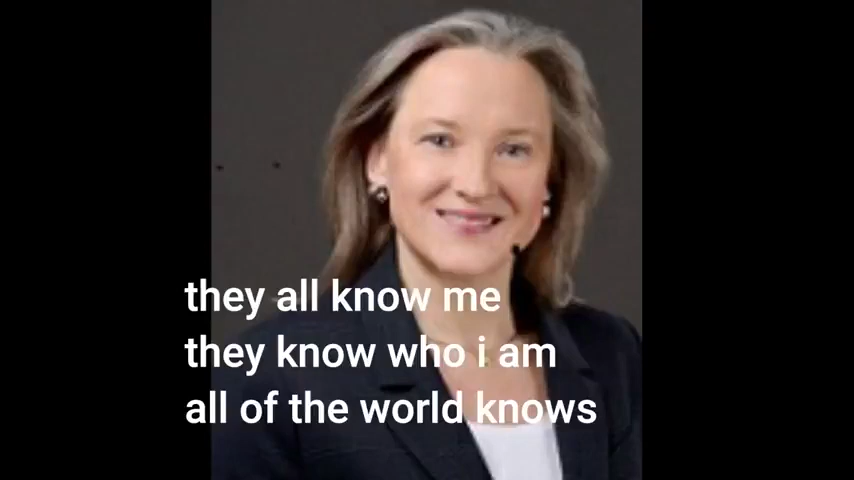 they all know me
they know who i am
all of the world knows